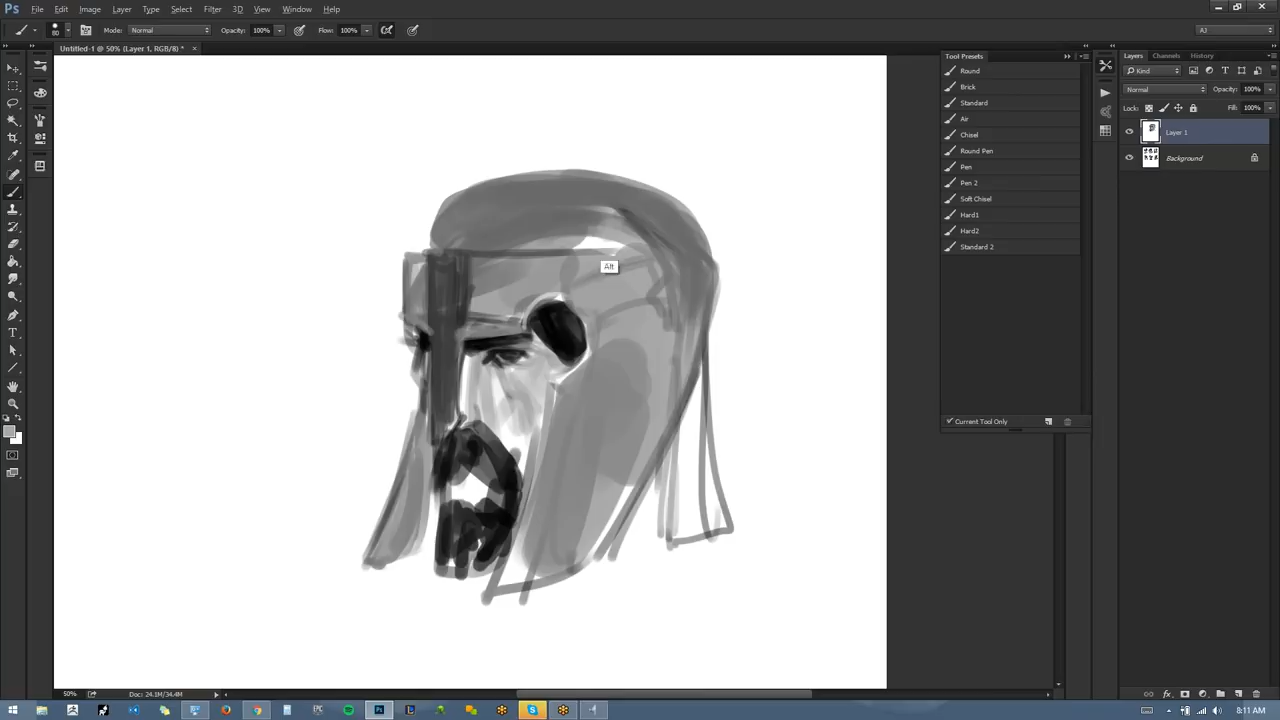 Ps File Edit Image Layer Type Select Filter 3D View Window Help
80 Mode: Normal Opacity: 100% Flow: 100% AJ
Untitled-1 @ 50% (Layer 1, RGB/8) *
Tool Presets
Round
Brick
Standard
Air
Chisel
Round Pen
Pen
Pen 2
Soft Chisel
Hard1
Hard2
Standard 2
Current Tool Only
Layers Channels History
Kind
Normal Opacity: 100%
Lock: Fill: 100%
Layer 1
Background
Alt
50% Doc: 24.1M/34.4M
8:11 AM